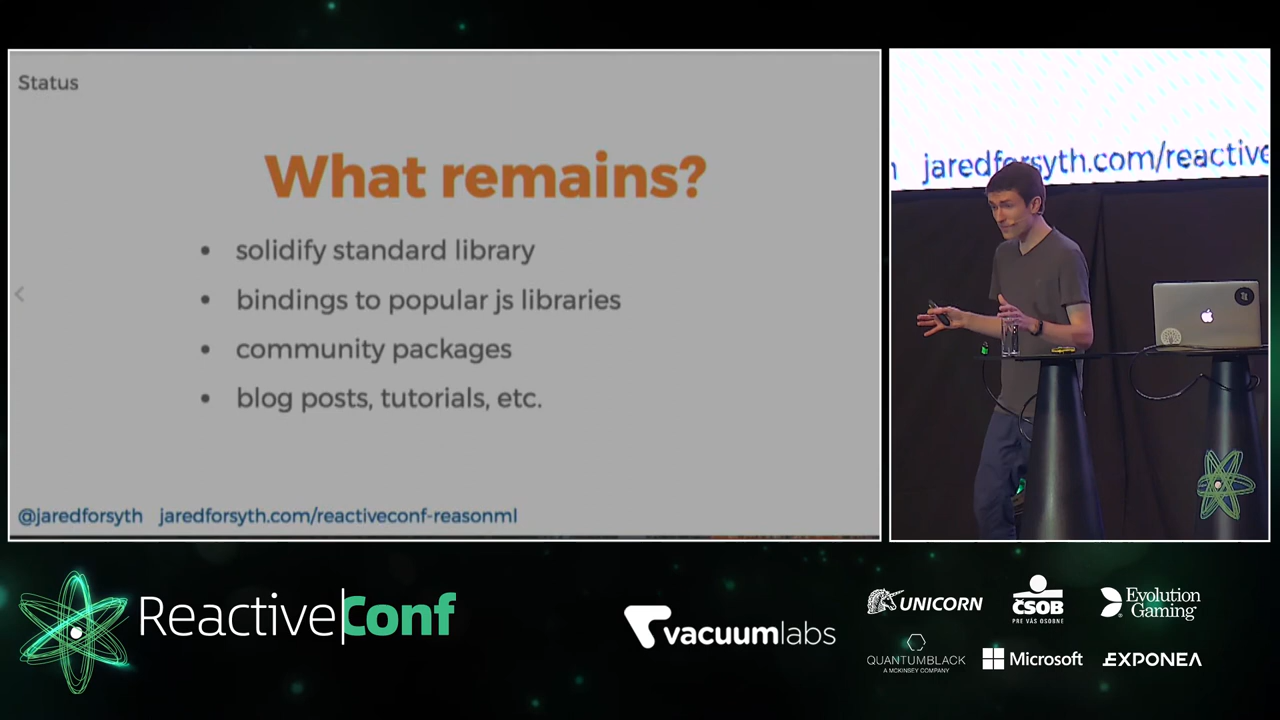 Status
What remains?
• solidify standard library
• bindings to popular js libraries
• community packages
• blog posts, tutorials, etc.
@jaredforsyth jaredforsyth.com/reactiveconf-reasonml
jaredforsyth.com/reactive
ReactiveConf
vacuumlabs
UNICORN
ČSOB
PRE VÁS OSOBNE
Evolution
Gaming
QUANTUMBLACK
A MCKINSEY COMPANY
Microsoft
EXPONEA